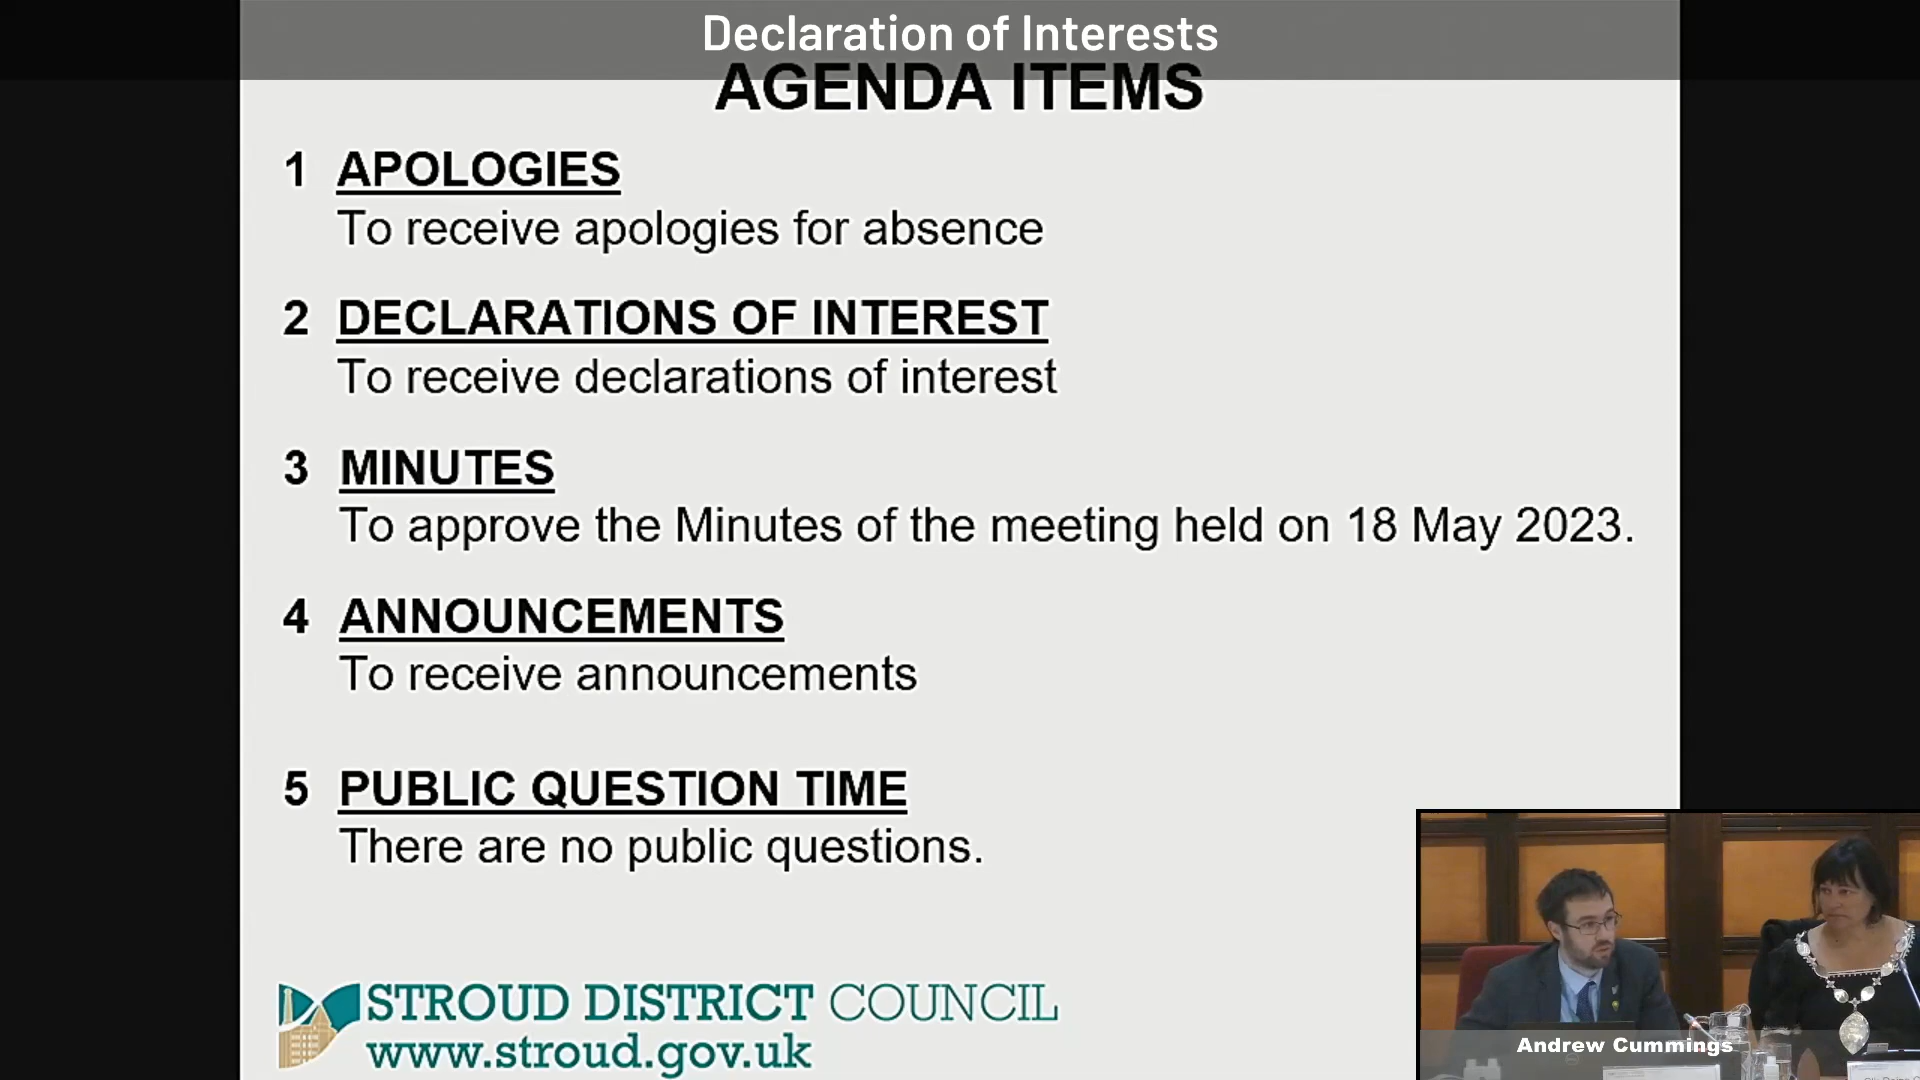 Declaration of Interests
AGENDA ITEMS
1 APOLOGIES
To receive apologies for absence
2 DECLARATIONS OF INTEREST
To receive declarations of interest
3 MINUTES
To approve the Minutes of the meeting held on 18 May 2023.
4 ANNOUNCEMENTS
To receive announcements
5 PUBLIC QUESTION TIME
There are no public questions.
STROUD DISTRICT COUNCIL
www.stroud.gov.uk
Andrew Cummings